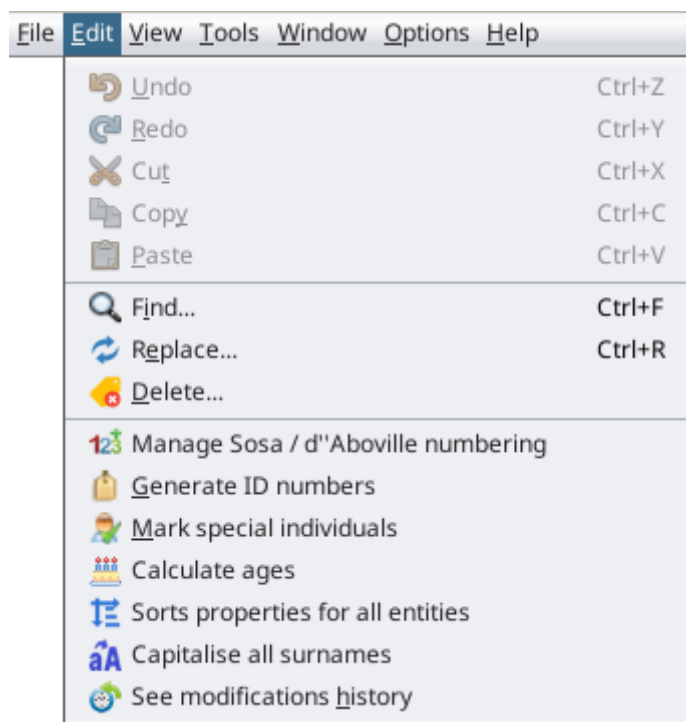 File Edit View Tools Window Options Help
Undo Ctrl+Z
Redo Ctrl+Y
Cut Ctrl+X
Copy Ctrl+C
Paste Ctrl+V
Find... Ctrl+F
Replace... Ctrl+R
Delete...
123 Manage Sosa / d''Aboville numbering
Generate ID numbers
Mark special individuals
Calculate ages
Sorts properties for all entities
aA Capitalise all surnames
See modifications history